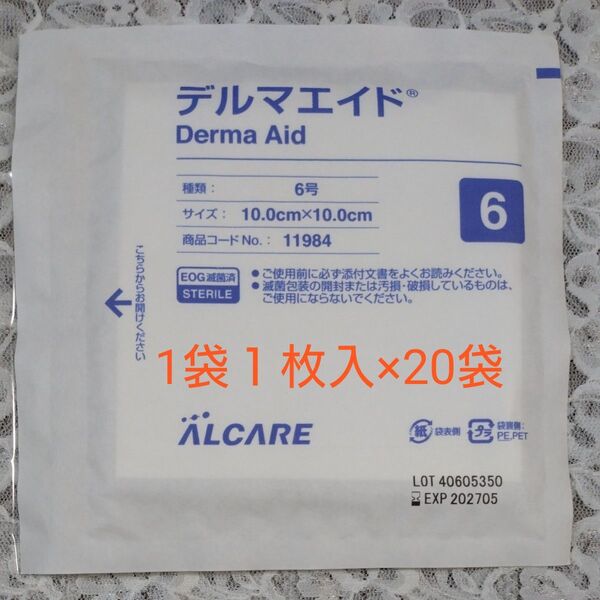 デルマエイド®
Derma Aid
種類： 6号
サイズ： 10.0cm×10.0cm
商品コードNo.： 11984
6
EOG滅菌済
STERILE
●ご使用前に必ず添付文書をよくお読みください。
●滅菌包装の開封または汚損・破損しているものは、
ご使用にならないでください。
こちらからお開けください
1袋１枚入×20袋
ALCARE
紙 袋表側
プラ 袋裏側：
PE,PET
LOT 40605350
EXP 202705